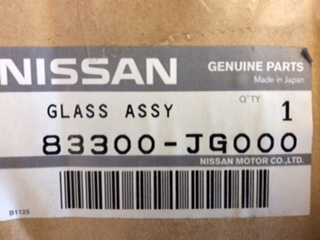 NISSAN
GENUINE PARTS
Made in Japan
GLASS ASSY
Q'TY
1
83300-JG000
NISSAN MOTOR CO.,LTD.
B1125